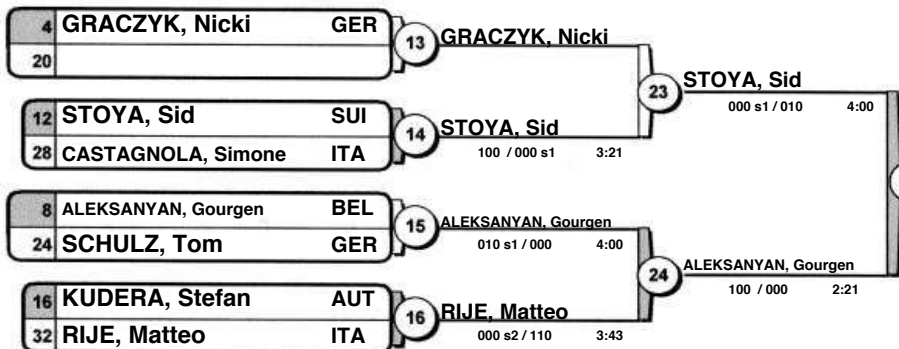 4 GRACZYK, Nicki GER
20
13 GRACZYK, Nicki
12 STOYA, Sid SUI
28 CASTAGNOLA, Simone ITA
14 STOYA, Sid
100 / 000 s1 3:21
23 STOYA, Sid
000 s1 / 010 4:00
8 ALEKSANYAN, Gourgen BEL
24 SCHULZ, Tom GER
15 ALEKSANYAN, Gourgen
010 s1 / 000 4:00
16 KUDERA, Stefan AUT
32 RIJE, Matteo ITA
16 RIJE, Matteo
000 s2 / 110 3:43
24 ALEKSANYAN, Gourgen
100 / 000 2:21